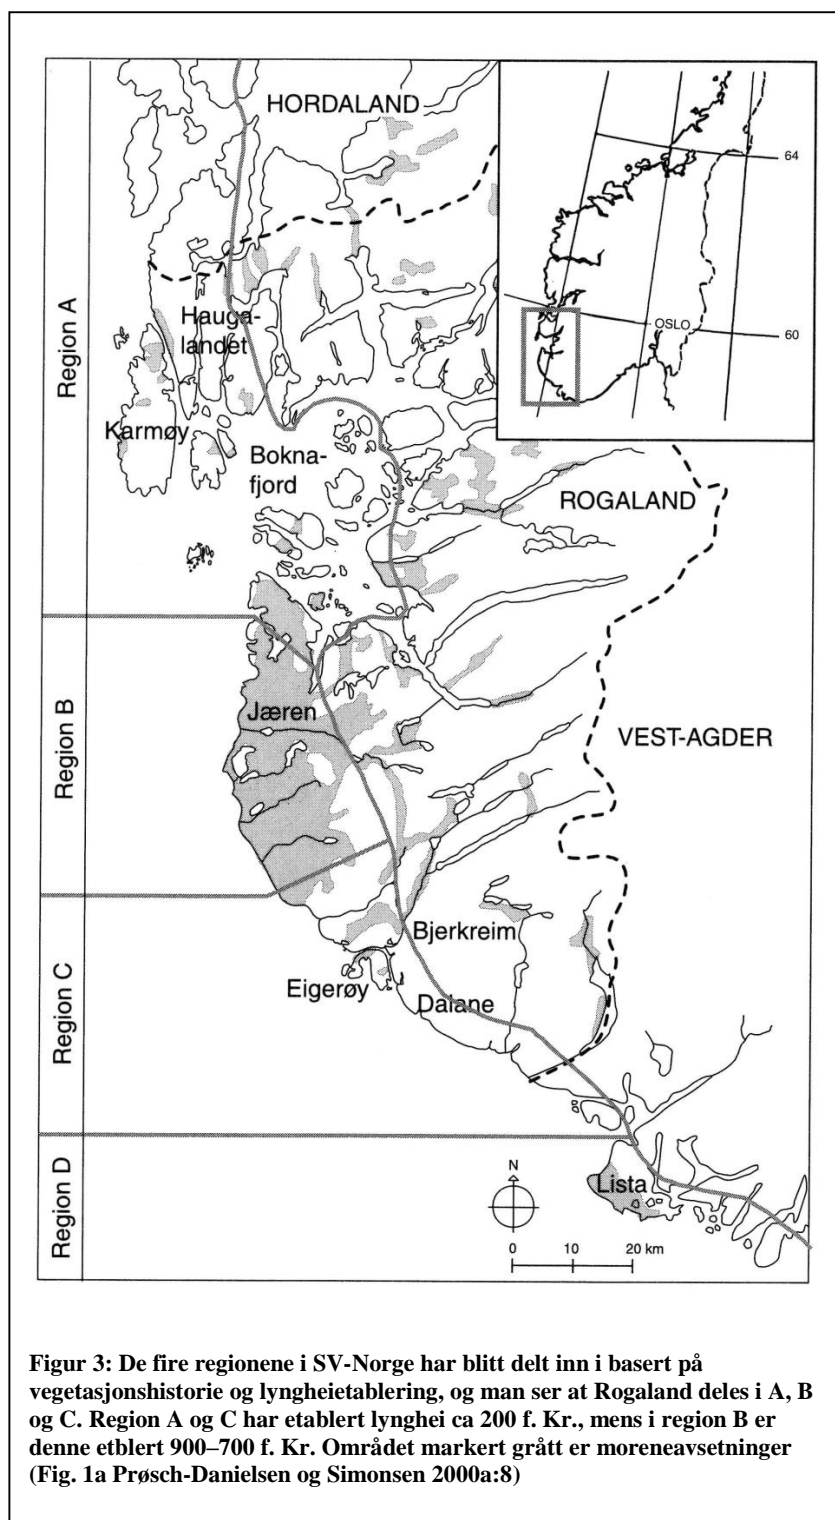 HORDALAND
64
60
OSLO
Region A
Hauga-
landet
Karmøy
Bokna-
fjord
ROGALAND
Region B
Jæren
VEST-AGDER
Region C
Bjerkreim
Eigerøy
Dalane
Region D
Lista
N
0 10 20 km
Figur 3: De fire regionene i SV-Norge har blitt delt inn i basert på
vegetasjonshistorie og lyngheietablering, og man ser at Rogaland deles i A, B
og C. Region A og C har etablert lynghei ca 200 f. Kr., mens i region B er
denne etblert 900–700 f. Kr. Området markert grått er moreneavsetninger
(Fig. 1a Prøsch-Danielsen og Simonsen 2000a:8)